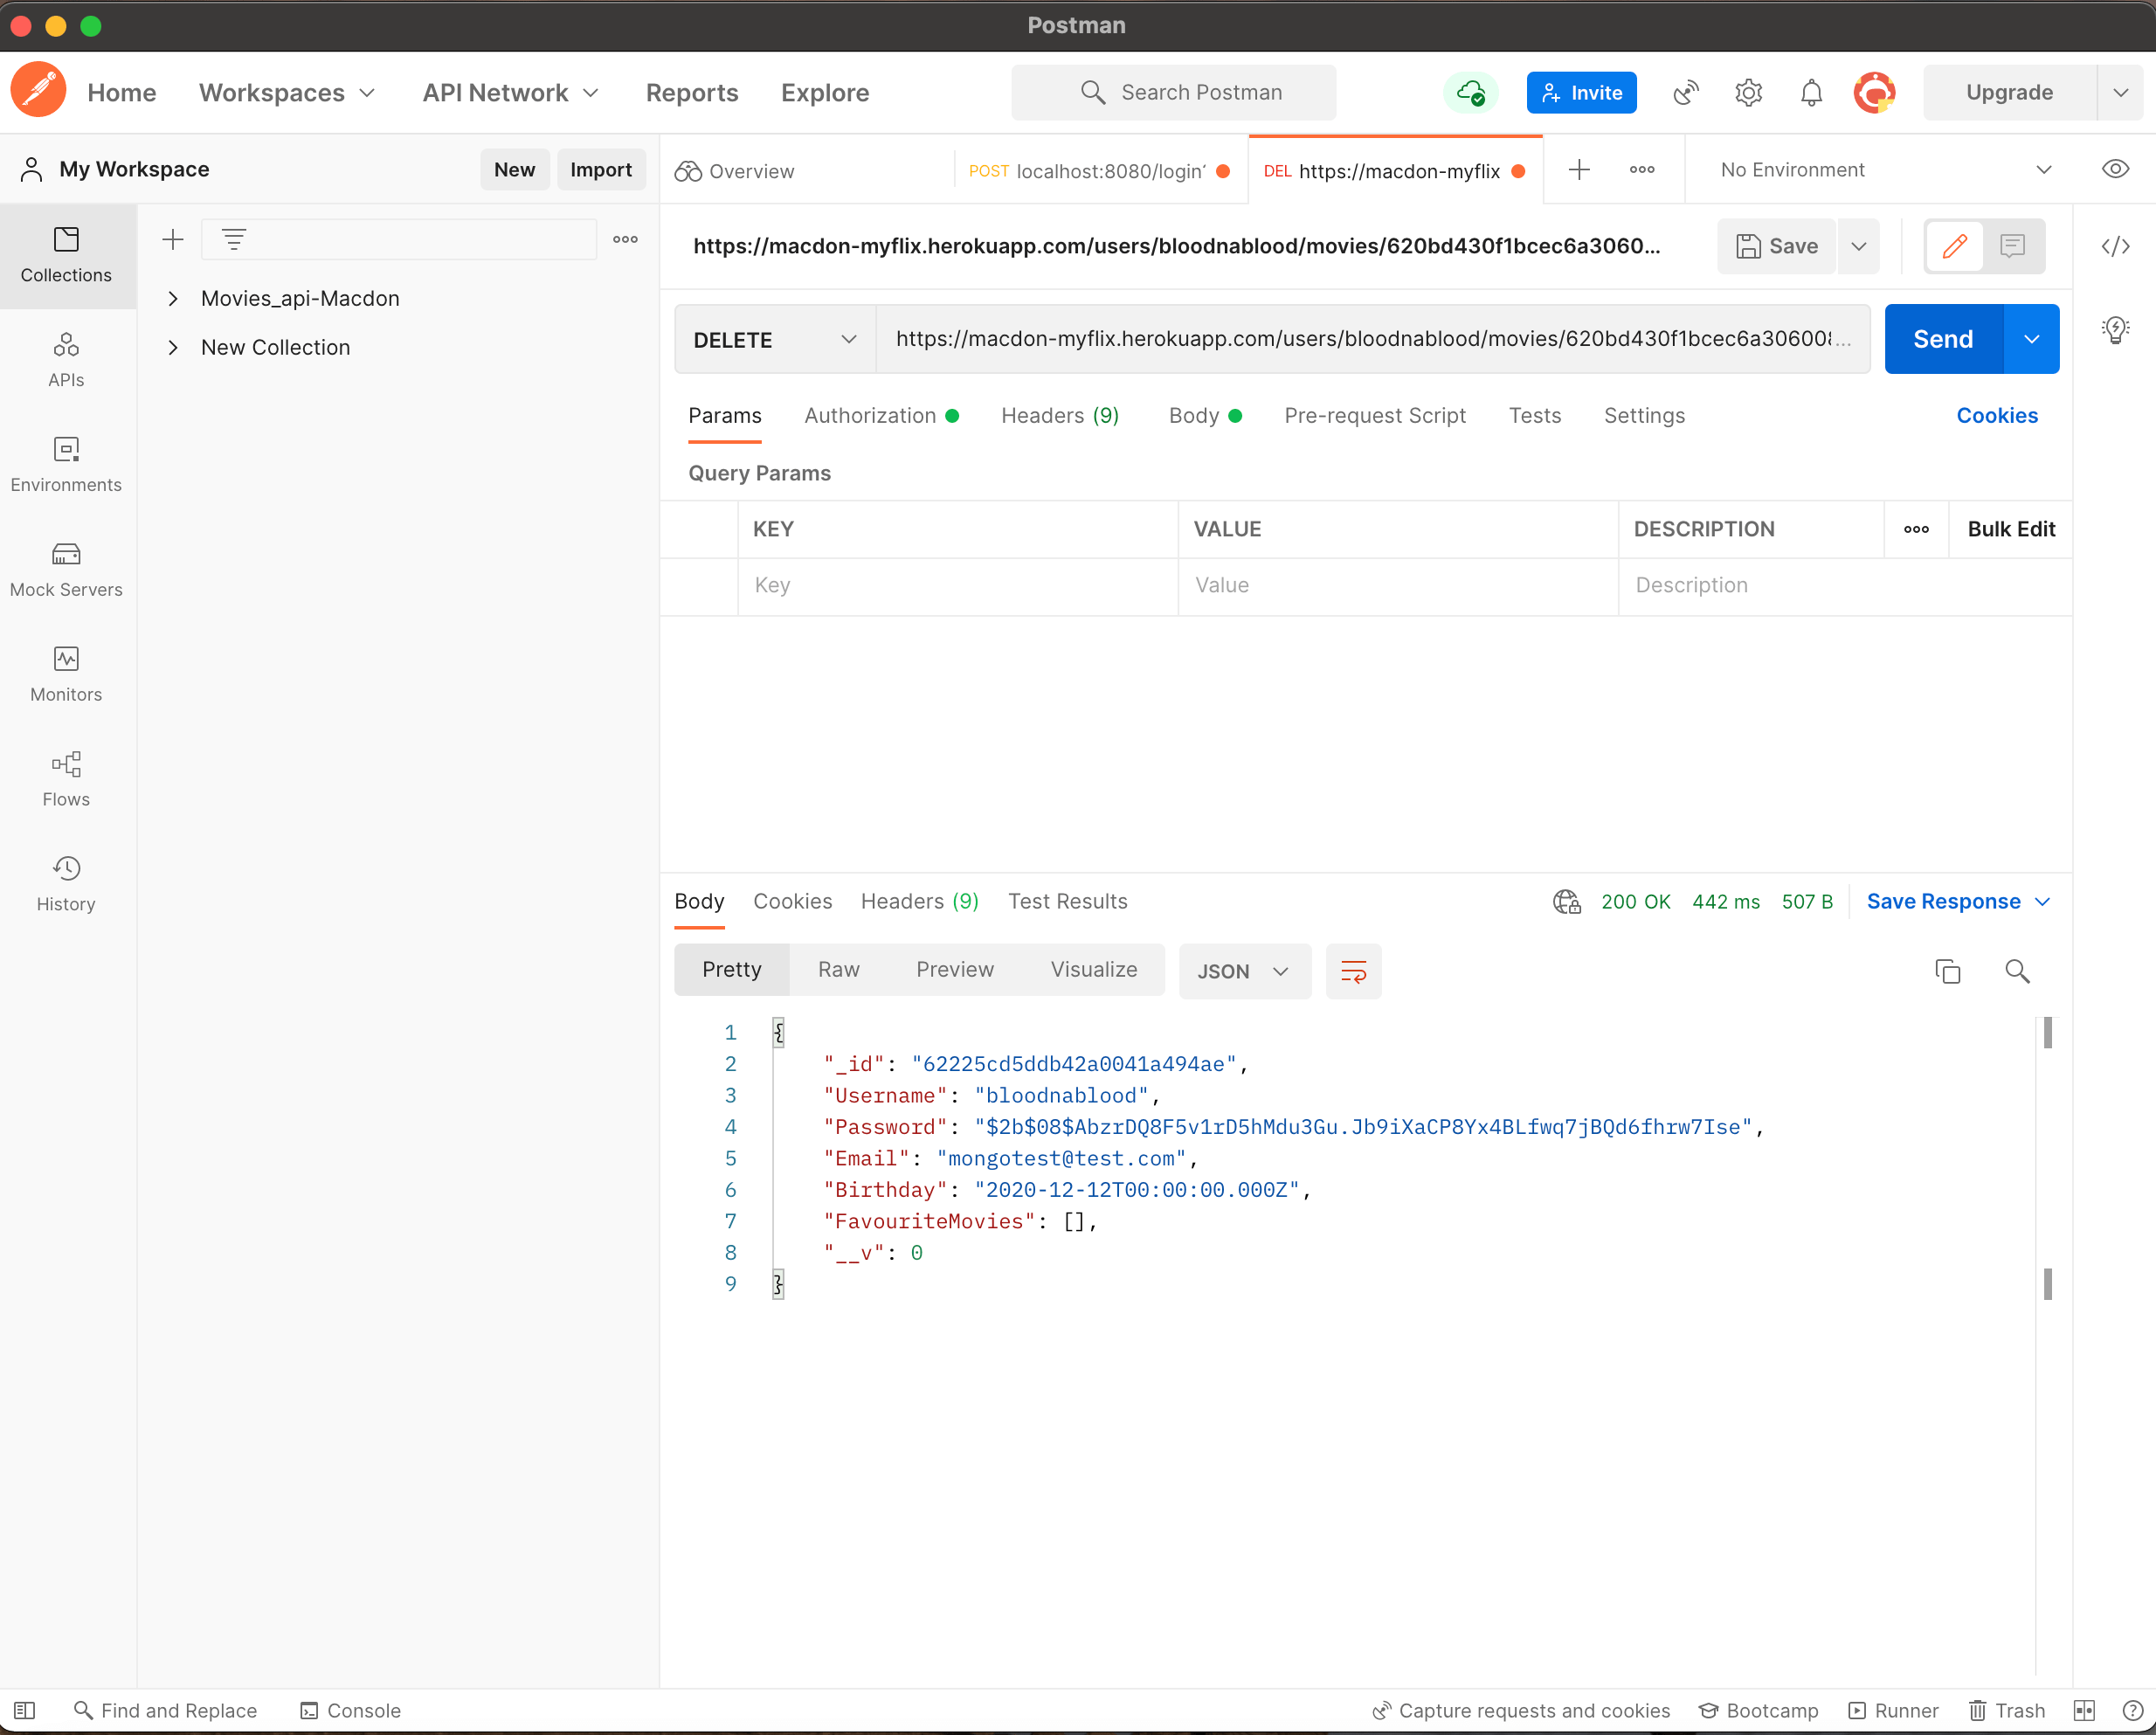 Postman
Home Workspaces API Network Reports Explore Search Postman Invite Upgrade
My Workspace New Import Overview POST localhost:8080/login DEL https://macdon-myflix No Environment
Collections
APIs
Environments
Mock Servers
Monitors
Flows
History
Movies_api-Macdon
New Collection
https://macdon-myflix.herokuapp.com/users/bloodnablood/movies/620bd430f1bcec6a3060... Save
DELETE https://macdon-myflix.herokuapp.com/users/bloodnablood/movies/620bd430f1bcec6a30600... Send
Params Authorization Headers (9) Body Pre-request Script Tests Settings Cookies
Query Params
KEY VALUE DESCRIPTION Bulk Edit
Key Value Description
Body Cookies Headers (9) Test Results 200 OK 442 ms 507 B Save Response
Pretty Raw Preview Visualize JSON
1 {
2 "_id": "62225cd5ddb42a0041a494ae",
3 "Username": "bloodnablood",
4 "Password": "$2b$08$AbzrDQ8F5v1rD5hMdu3Gu.Jb9iXaCP8Yx4BLfwq7jBQd6fhrw7Ise",
5 "Email": "mongotest@test.com",
6 "Birthday": "2020-12-12T00:00:00.000Z",
7 "FavouriteMovies": [],
8 "__v": 0
9 }
Find and Replace Console Capture requests and cookies Bootcamp Runner Trash